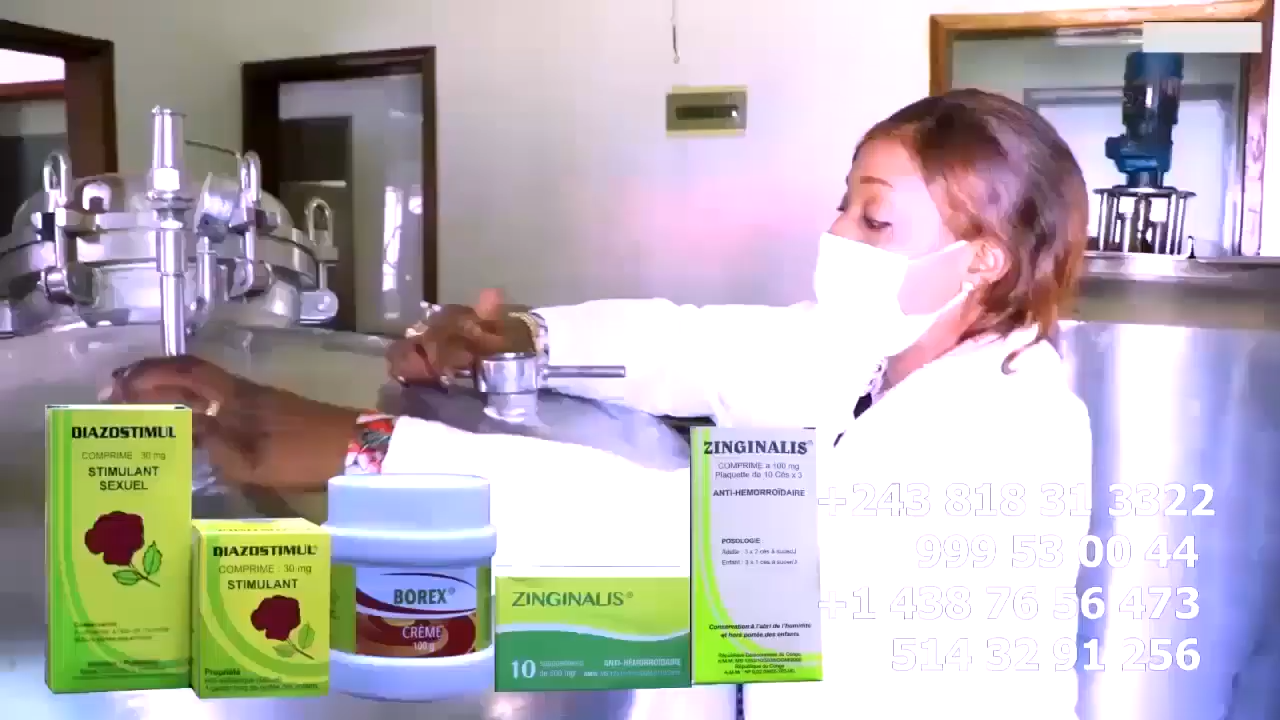 DIAZOSTIMUL
COMPRIME : 30 mg
STIMULANT
SEXUEL
DIAZOSTIMUL
COMPRIME : 30 mg
STIMULANT
Propriété
BOREX®
CRÈME
100 g
ZINGINALIS®
10
ANTI-HEMORROÏDAIRE
ZINGINALIS®
COMPRIME a 100 mg
Plaquette de 10 Cés x 3
ANTI-HEMORROÏDAIRE
POSOLOGIE :
Conservation à l'abri de l'humidité
et hors portée des enfants
+243 818 31 3322
999 53 00 44
+1 438 76 56 473
514 32 91 256